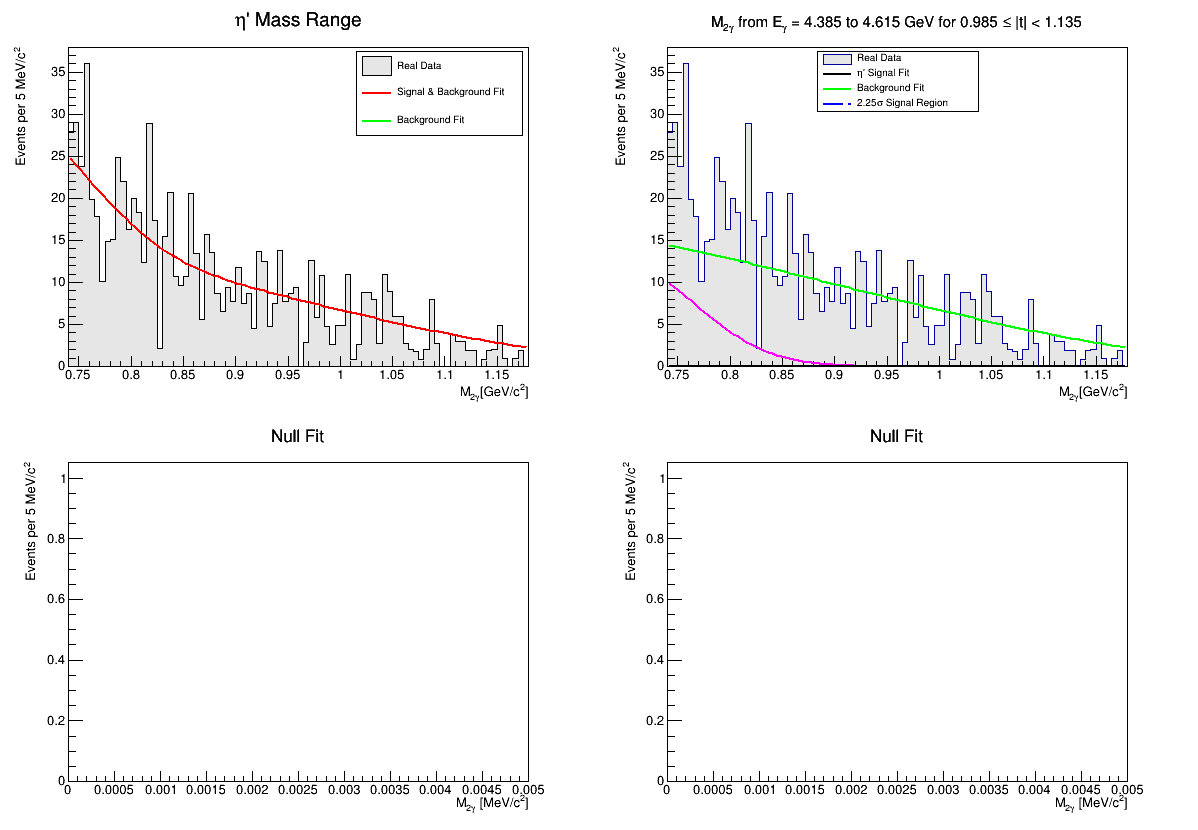 η' Mass Range
Events per 5 MeV/c²
35
30
25
20
15
10
5
0
0.75 0.8 0.85 0.9 0.95 1 1.05 1.1 1.15
M2γ[GeV/c²]
Real Data
Signal & Background Fit
Background Fit
M2γ from Eγ = 4.385 to 4.615 GeV for 0.985 ≤ |t| < 1.135
Events per 5 MeV/c²
35
30
25
20
15
10
5
0
0.75 0.8 0.85 0.9 0.95 1 1.05 1.1 1.15
M2γ[GeV/c²]
Real Data
η' Signal Fit
Background Fit
2.25σ Signal Region
Null Fit
Events per 5 MeV/c²
1
0.8
0.6
0.4
0.2
0
0 0.0005 0.001 0.0015 0.002 0.0025 0.003 0.0035 0.004 0.0045 0.005
M2γ [MeV/c²]
Null Fit
Events per 5 MeV/c²
1
0.8
0.6
0.4
0.2
0
0 0.0005 0.001 0.0015 0.002 0.0025 0.003 0.0035 0.004 0.0045 0.005
M2γ [MeV/c²]